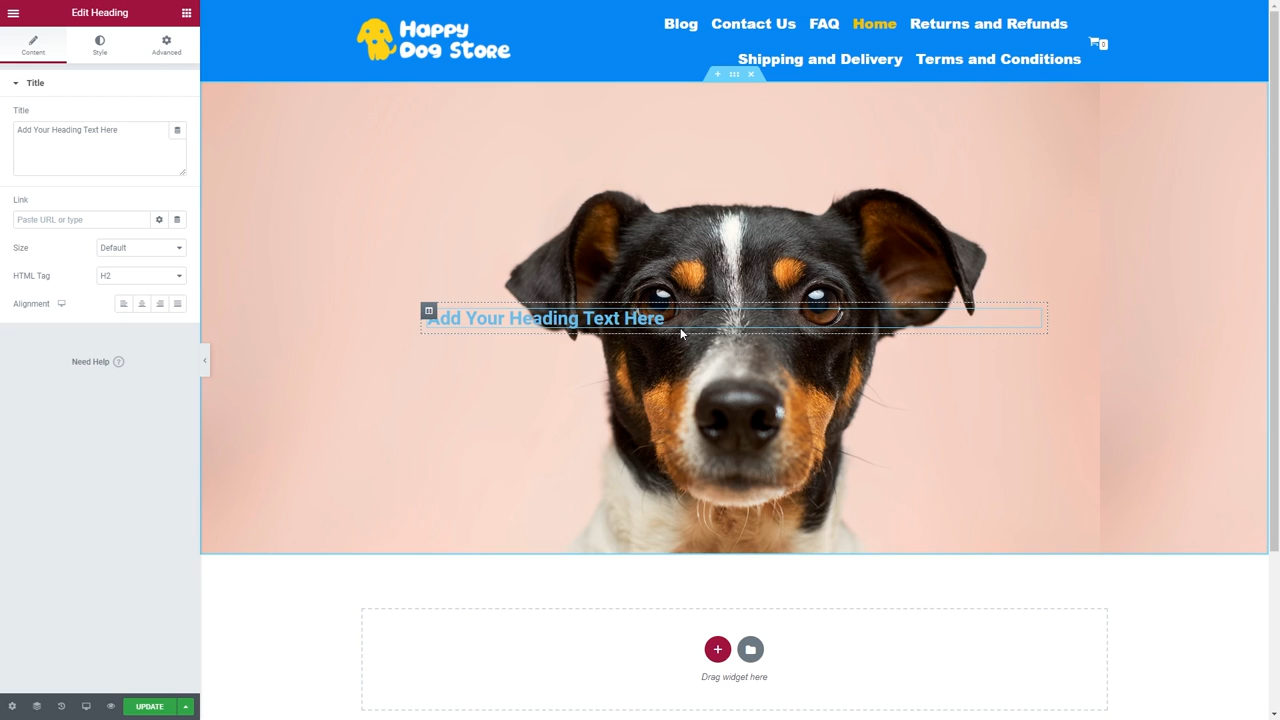 Edit Heading
Content
Style
Advanced
Title
Title
Add Your Heading Text Here
Link
Paste URL or type
Size
Default
HTML Tag
H2
Alignment
Need Help ?
UPDATE
Happy
Dog Store
Blog Contact Us FAQ Home Returns and Refunds
Shipping and Delivery Terms and Conditions
0
Add Your Heading Text Here
Drag widget here